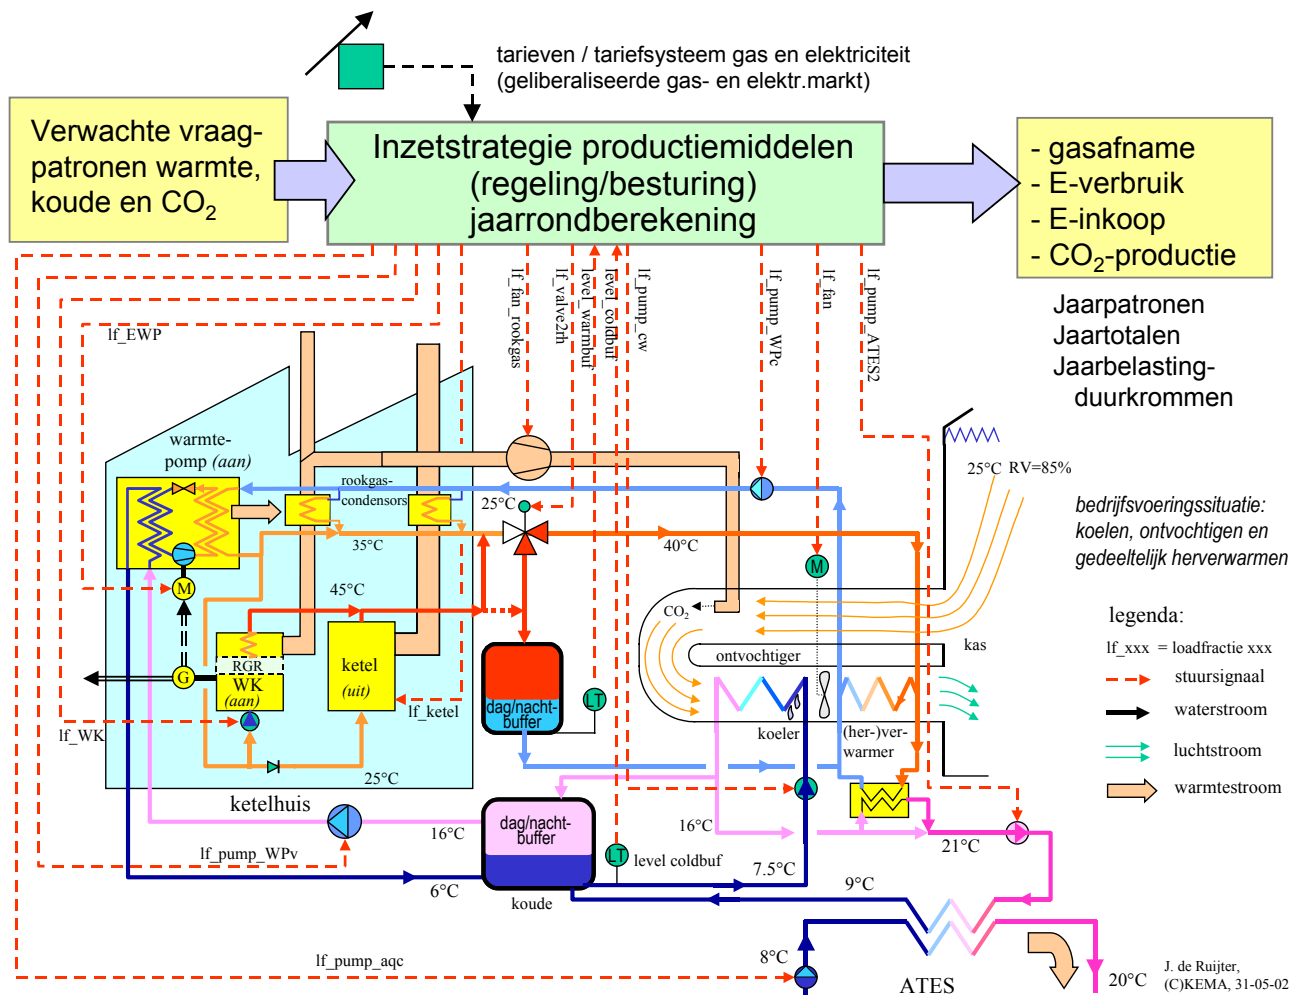 tarieven / tariefsysteem gas en elektriciteit
(geliberaliseerde gas- en elektr.markt)
Verwachte vraag-
patronen warmte,
koude en CO2
Inzetstrategie productiemiddelen
(regeling/besturing)
jaarrondberekening
- gasafname
- E-verbruik
- E-inkoop
- CO2-productie
Jaarpatronen
Jaartotalen
Jaarbelasting-
duurkrommen
lf_EWP
lf_fan_rookgas
lf_valve2rh
level_warmbuf
level_coldbuf
lf_pump_cw
lf_pump_WPc
lf_fan
lf_pump_ATES2
warmte-
pomp (aan)
rookgas-
condensors
25°C
25°C RV=85%
bedrijfsvoeringssituatie:
koelen, ontvochtigen en
gedeeltelijk herverwarmen
35°C
40°C
M
M
45°C
CO2
legenda:
lf_xxx = loadfractie xxx
stuursignaal
waterstroom
luchtstroom
warmtestroom
kas
ontvochtiger
RGR
WK
(aan)
G
ketel
(uit)
lf_ketel
dag/nacht-
buffer
LT
koeler
(her-)ver-
warmer
lf_WK
25°C
ketelhuis
16°C
dag/nacht-
buffer
16°C
21°C
lf_pump_WPv
LT
level coldbuf
6°C
koude
7.5°C
9°C
lf_pump_aqc
8°C
ATES
20°C
J. de Ruijter,
(C)KEMA, 31-05-02